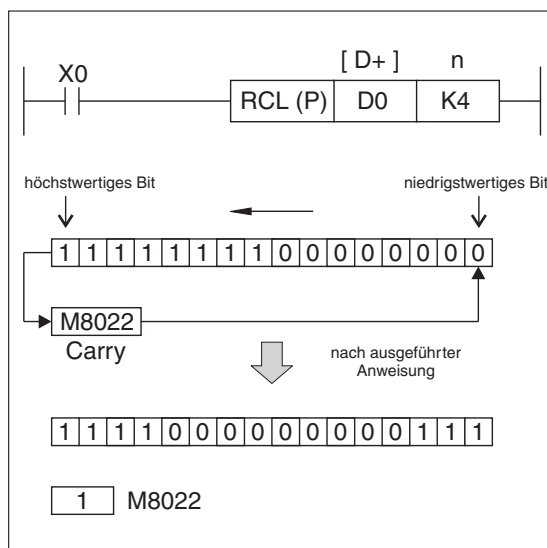 [ D+ ] n
X0
RCL (P) D0 K4
höchstwertiges Bit niedrigstwertiges Bit
1 1 1 1 1 1 1 1 0 0 0 0 0 0 0 0
M8022
Carry
nach ausgeführter
Anweisung
1 1 1 1 0 0 0 0 0 0 0 0 0 1 1 1
1 M8022